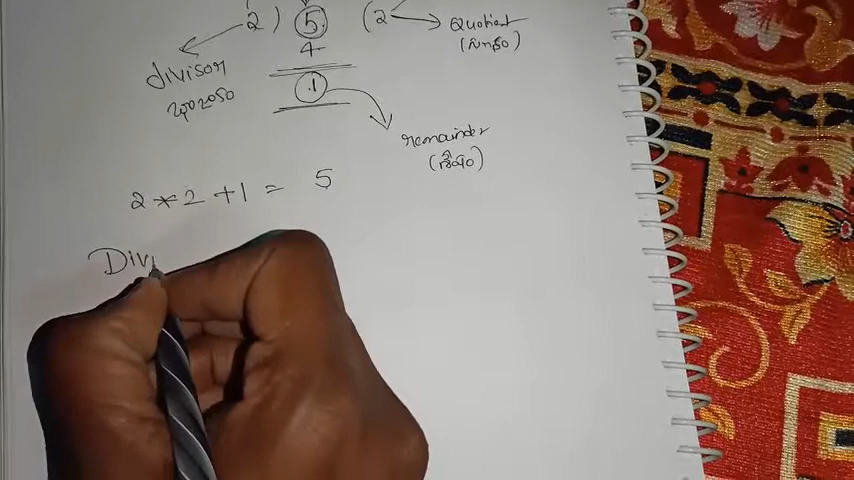 2 ) 5 ( 2 Quotient
4
divisor
1
remainder
(శేషం)
2 * 2 + 1 = 5
Div